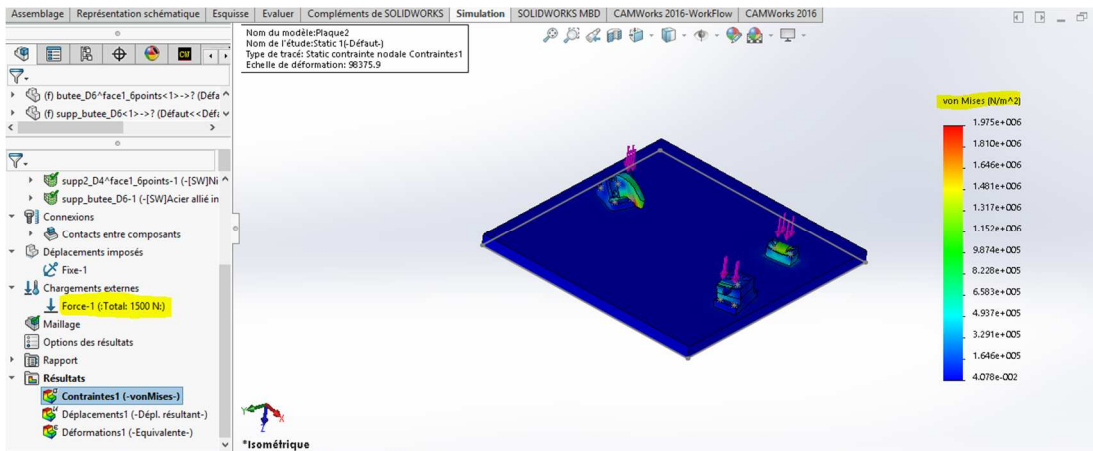 Assemblage Représentation schématique Esquisse Evaluer Compléments de SOLIDWORKS Simulation SOLIDWORKS MBD CAMWorks 2016-WorkFlow CAMWorks 2016
Nom du modèle:Plaque2
Nom de l'étude:Static 1(-Défaut-)
Type de tracé: Static contrainte nodale Contraintes1
Echelle de déformation: 98375.9
(f) butee_D6^face1_6points<1>->? (Défa
(f) supp_butee_D6<1>->? (Défaut<<Défa
supp2_D4^face1_6points-1 (-[SW]Ni
supp_butee_D6-1 (-[SW]Acier allié in
Connexions
Contacts entre composants
Déplacements imposés
Fixe-1
Chargements externes
Force-1 (:Total: 1500 N:)
Maillage
Options des résultats
Rapport
Résultats
Contraintes1 (-vonMises-)
Déplacements1 (-Dépl. résultant-)
Déformations1 (-Equivalente-)
von Mises (N/m^2)
1.975e+006
1.810e+006
1.646e+006
1.481e+006
1.317e+006
1.152e+006
9.874e+005
8.228e+005
6.583e+005
4.937e+005
3.291e+005
1.646e+005
4.078e-002
Y
X
Z
*Isométrique